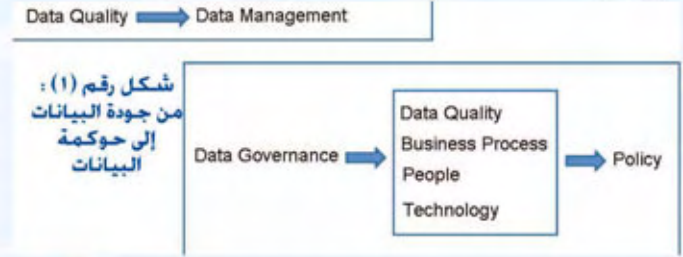 Data Quality Data Management
شكل رقم (١) :
من جودة البيانات
إلى حوكمة
البيانات
Data Governance
Data Quality
Business Process
People
Technology
Policy